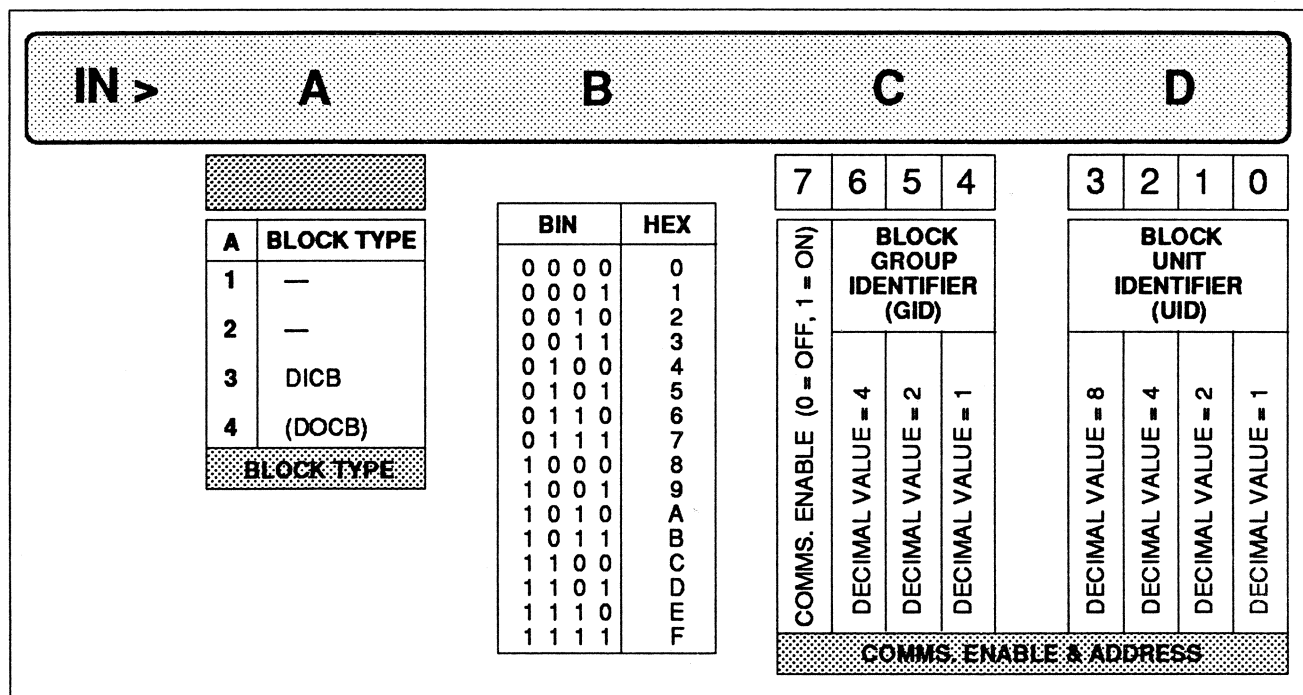 IN > A B C D
7 6 5 4 3 2 1 0
A BLOCK TYPE
1 —
2 —
3 DICB
4 (DOCB)
BLOCK TYPE
BIN HEX
0 0 0 0 0
0 0 0 1 1
0 0 1 0 2
0 0 1 1 3
0 1 0 0 4
0 1 0 1 5
0 1 1 0 6
0 1 1 1 7
1 0 0 0 8
1 0 0 1 9
1 0 1 0 A
1 0 1 1 B
1 1 0 0 C
1 1 0 1 D
1 1 1 0 E
1 1 1 1 F
COMMS. ENABLE (0 = OFF, 1 = ON)
BLOCK
GROUP
IDENTIFIER
(GID)
DECIMAL VALUE = 4
DECIMAL VALUE = 2
DECIMAL VALUE = 1
BLOCK
UNIT
IDENTIFIER
(UID)
DECIMAL VALUE = 8
DECIMAL VALUE = 4
DECIMAL VALUE = 2
DECIMAL VALUE = 1
COMMS. ENABLE & ADDRESS